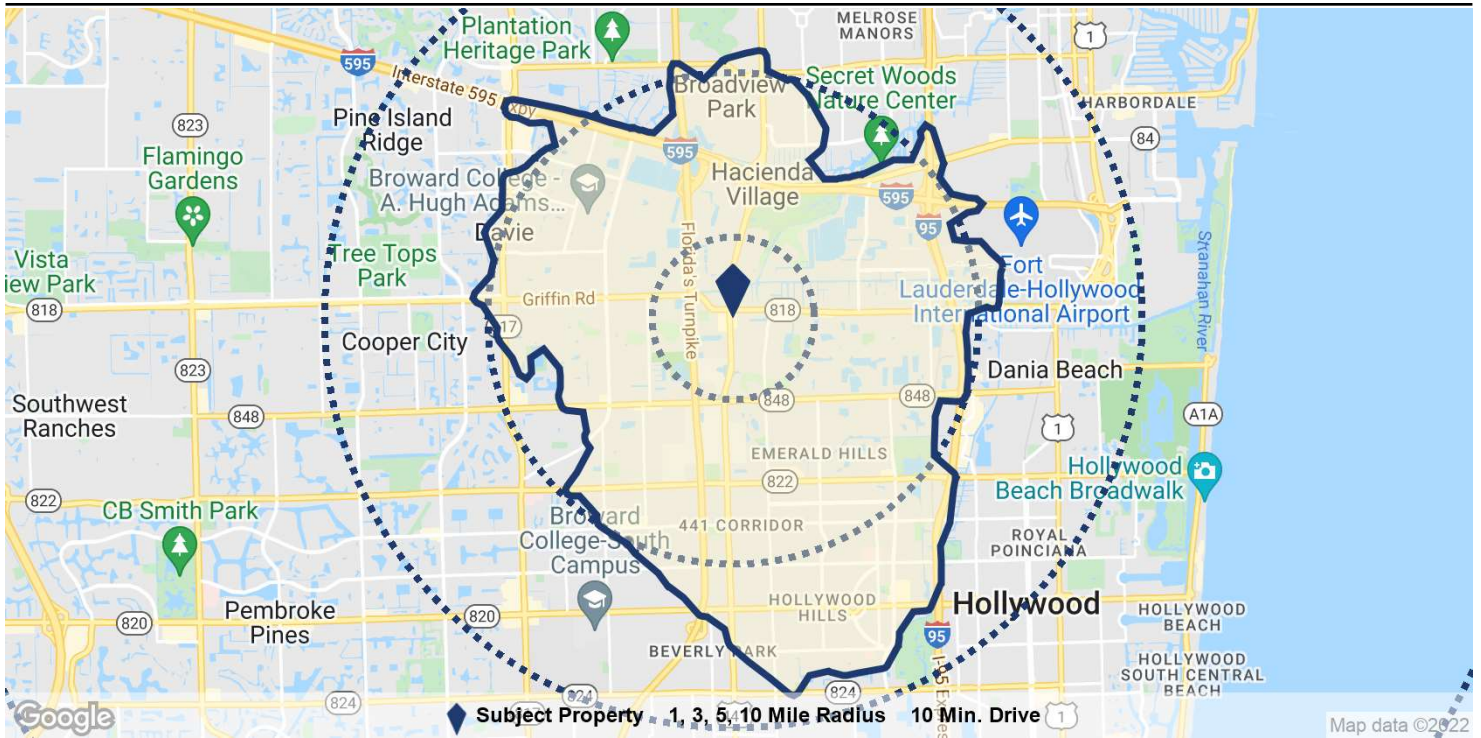 Plantation
Heritage Park
MELROSE
MANORS
1
595
Interstate 595 Expy
Broadview
Park
Secret Woods
Nature Center
HARBORDALE
823
Pine Island
Ridge
84
Flamingo
Gardens
595
Broward College -
A. Hugh Adams...
Hacienda
Village
595
Davie
95
Vista
iew Park
Tree Tops
Park
Florida's Turnpike
Fort
Lauderdale-Hollywood
International Airport
Stranahan River
818
Griffin Rd
818
17
Cooper City
823
Dania Beach
Southwest
Ranches
848
848
848
1
A1A
EMERALD HILLS
822
822
Hollywood
Beach Broadwalk
CB Smith Park
Broward
College-South
Campus
441 CORRIDOR
ROYAL
POINCIANA
Pembroke
Pines
820
820
HOLLYWOOD
HILLS
Hollywood
HOLLYWOOD
BEACH
95
BEVERLY PARK
I-95 Express
HOLLYWOOD
SOUTH CENTRAL
BEACH
824
824
824
Google
Subject Property 1, 3, 5, 10 Mile Radius 10 Min. Drive
1
Map data ©2022